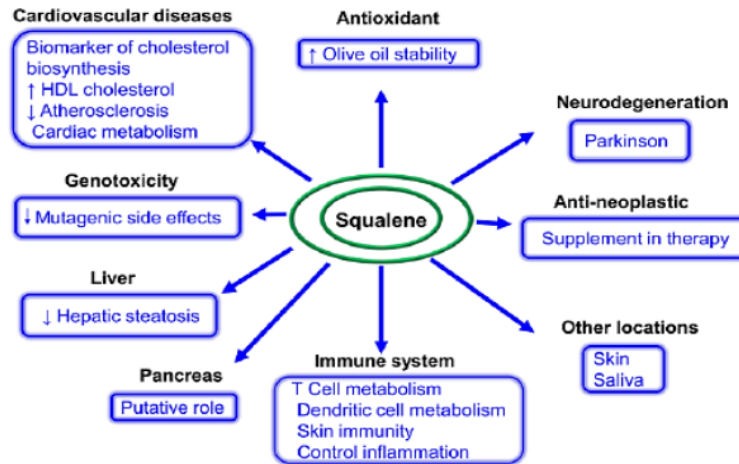 Cardiovascular diseases
Biomarker of cholesterol
biosynthesis
↑ HDL cholesterol
↓ Atherosclerosis
Cardiac metabolism
Antioxidant
↑ Olive oil stability
Neurodegeneration
Parkinson
Genotoxicity
↓ Mutagenic side effects
Squalene
Anti-neoplastic
Supplement in therapy
Liver
↓ Hepatic steatosis
Pancreas
Putative role
Immune system
T Cell metabolism
Dendritic cell metabolism
Skin immunity
Control inflammation
Other locations
Skin
Saliva